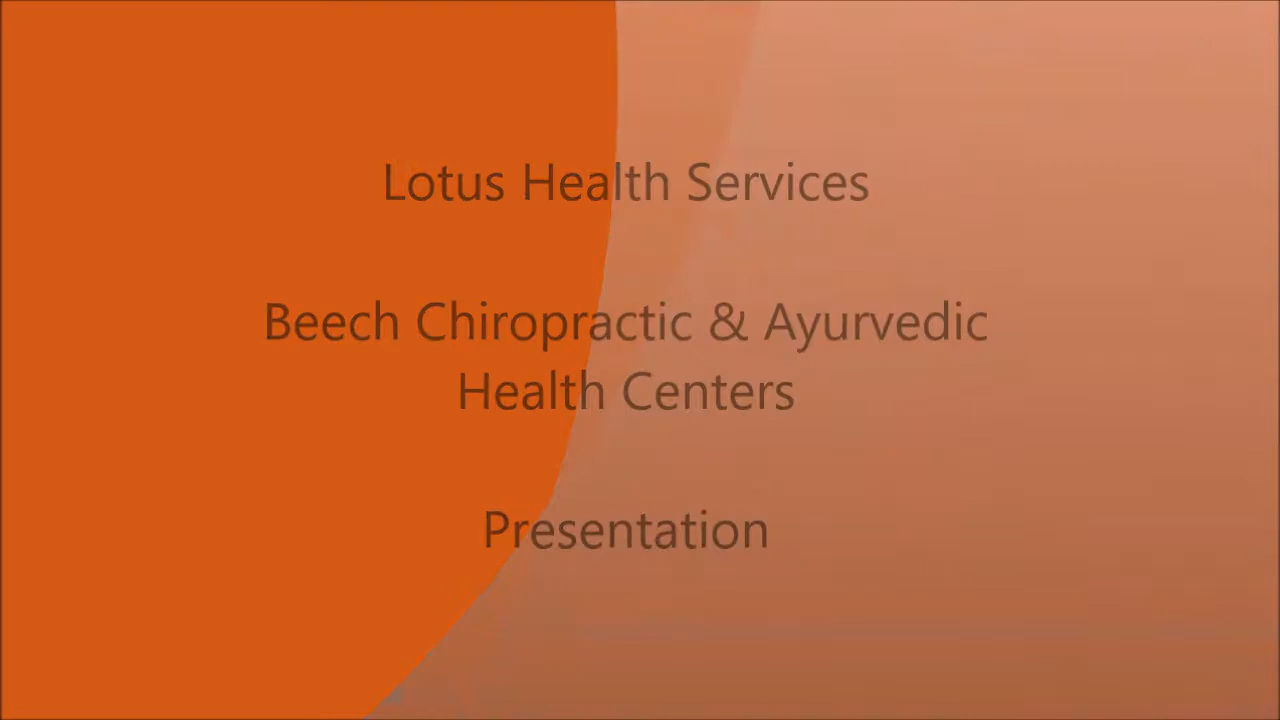 Lotus Health Services
Beech Chiropractic & Ayurvedic
Health Centers
Presentation